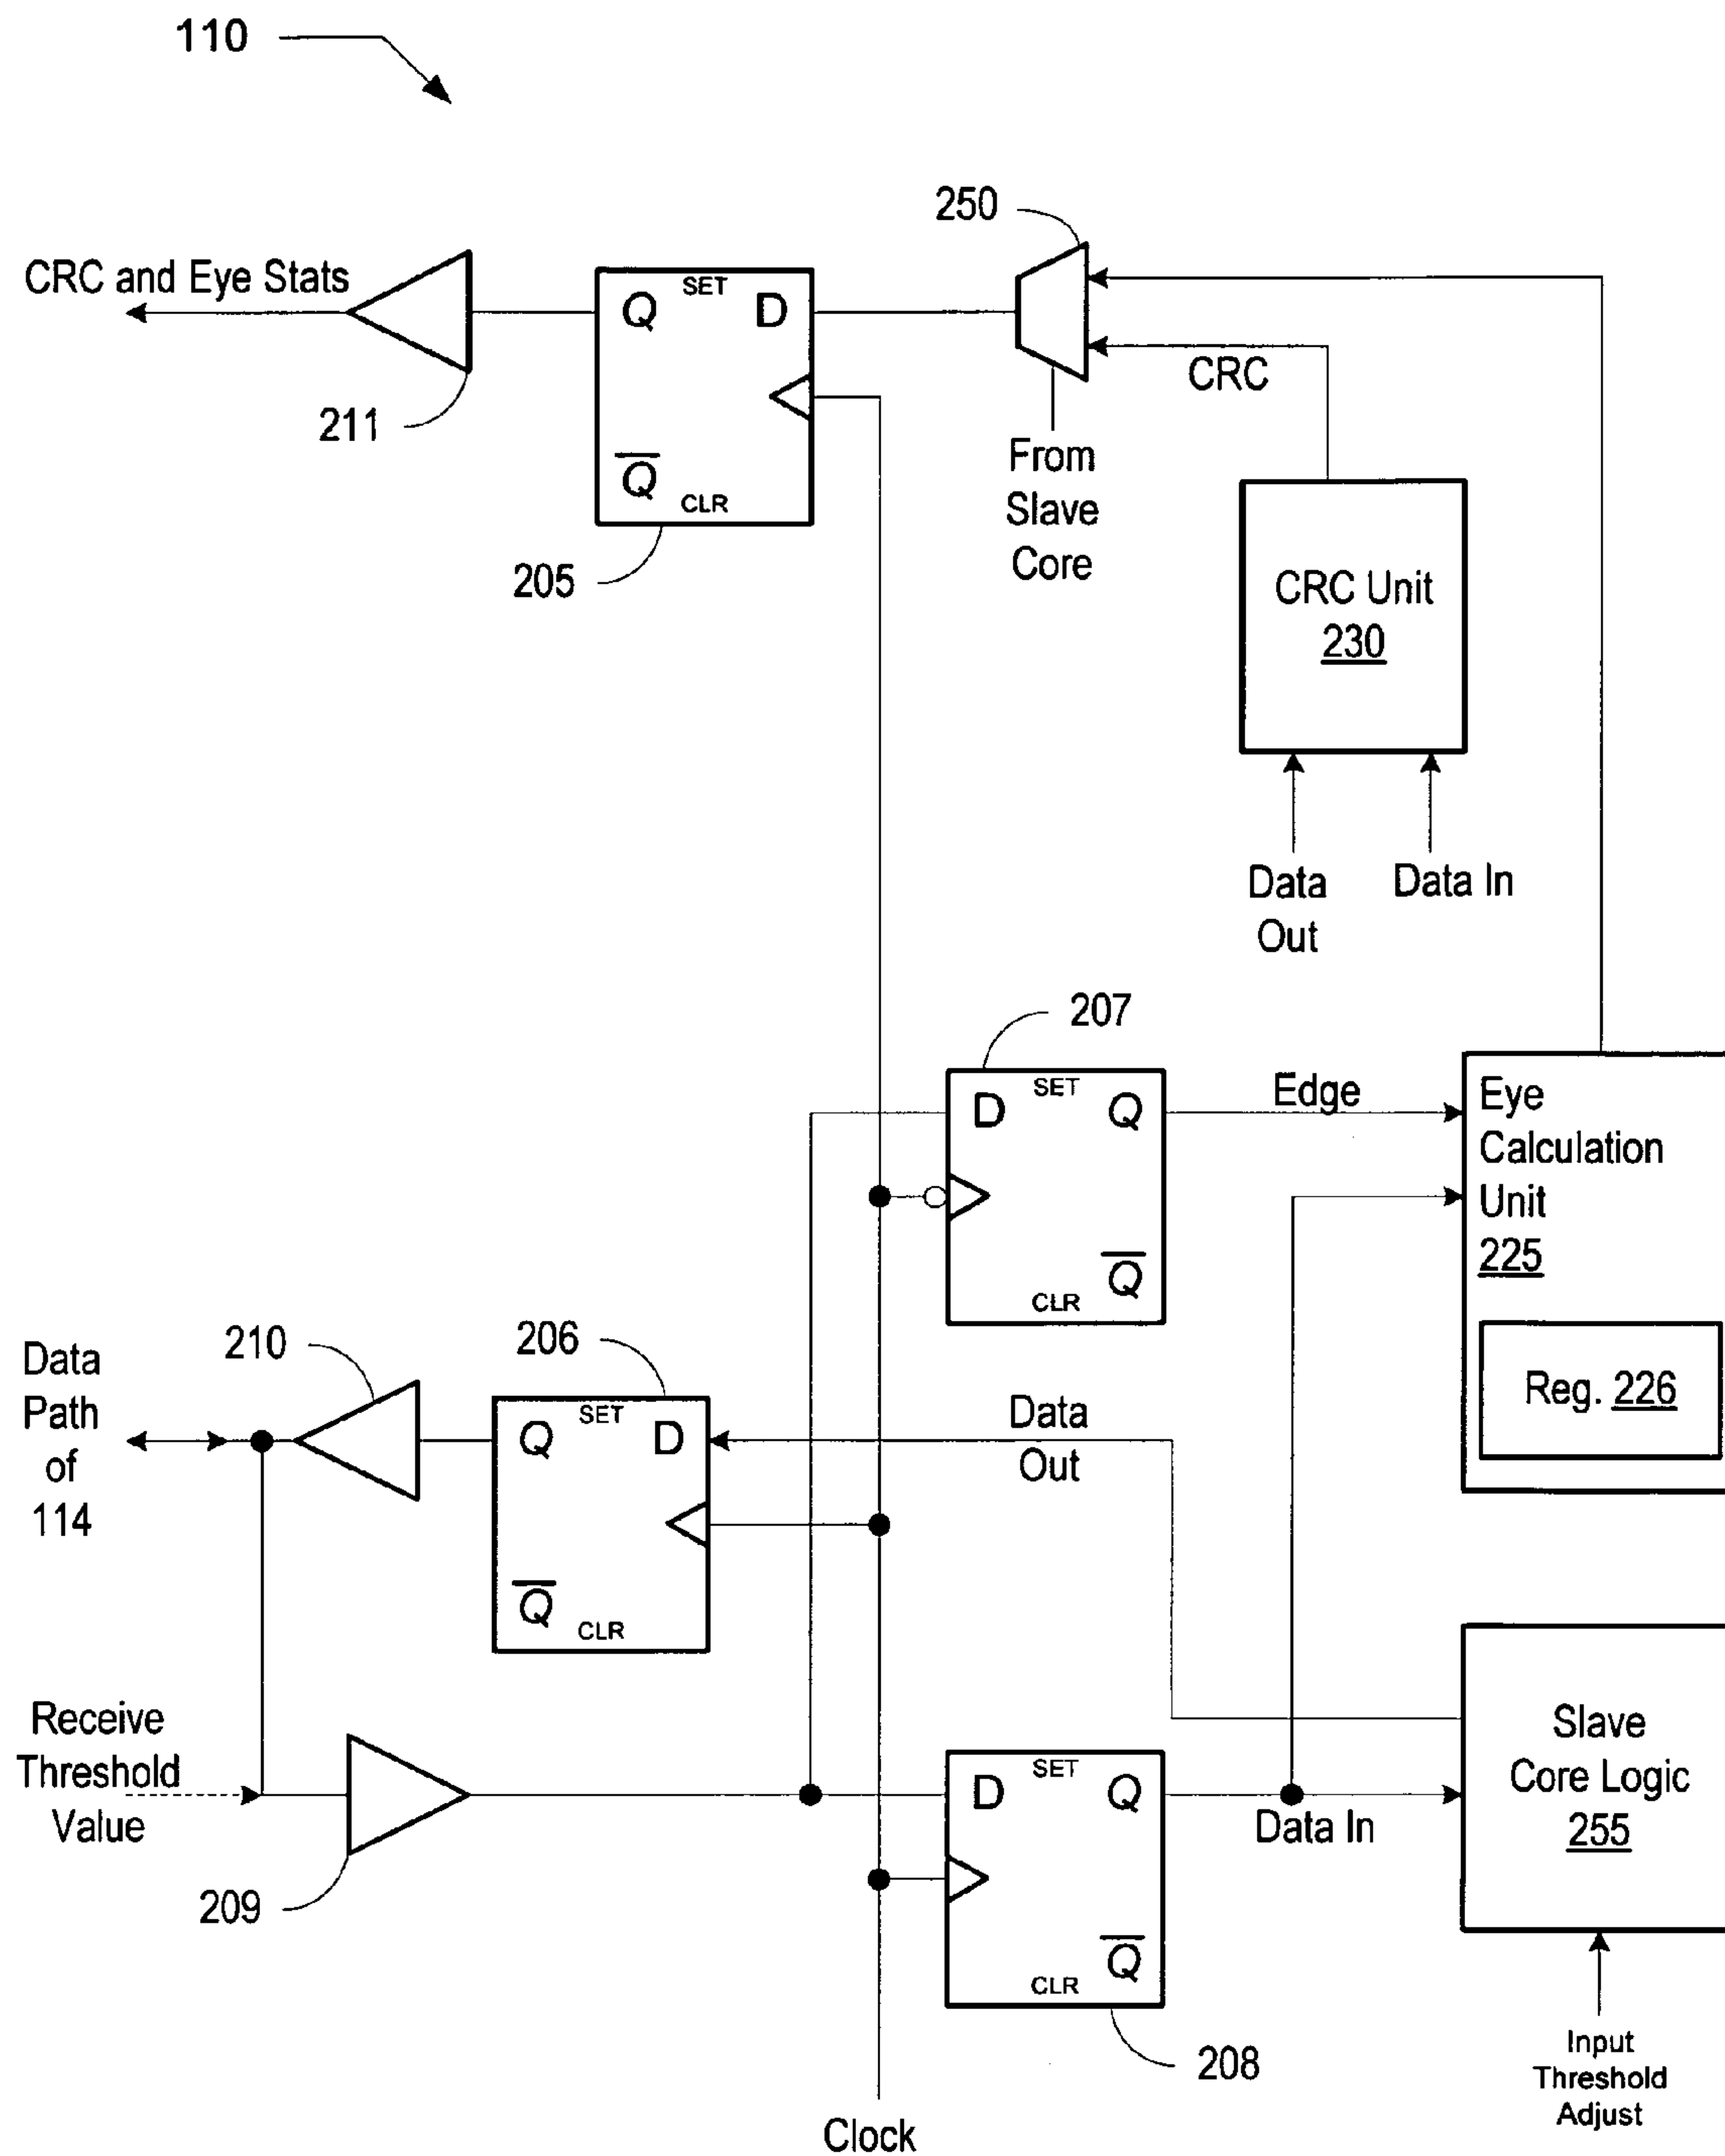 110
250
CRC and Eye Stats
SET
Q
D
CRC
211
From
Slave
Core
Q
CLR
205
CRC Unit
230
Data
Out
Data In
207
SET
D
Q
Edge
Eye
Calculation
Unit
225
Q
CLR
Reg. 226
Data
Path
of
114
210
206
SET
Q
D
Data
Out
Q
CLR
Receive
Threshold
Value
209
SET
D
Q
Data In
Slave
Core Logic
255
Q
CLR
208
Input
Threshold
Adjust
Clock